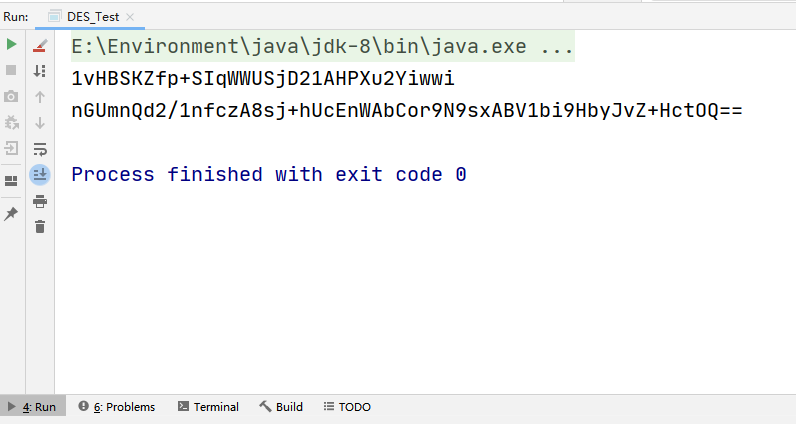 Run: DES_Test
E:\Environment\java\jdk-8\bin\java.exe ...
1vHBSKZfp+SIqWWUSjD21AHPXu2Yiwwi
nGUmnQd2/1nfczA8sj+hUcEnWAbCor9N9sxABV1bi9HbyJvZ+HctOQ==
Process finished with exit code 0
4: Run 6: Problems Terminal Build TODO